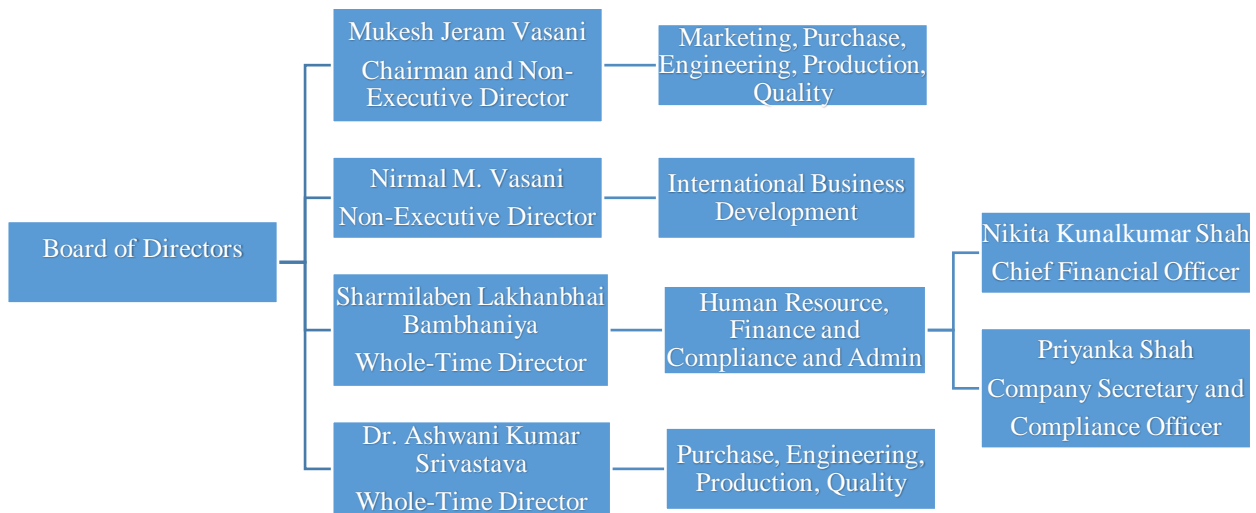 Board of Directors
Mukesh Jeram Vasani
Chairman and Non-
Executive Director
Marketing, Purchase,
Engineering, Production,
Quality
Nirmal M. Vasani
Non-Executive Director
International Business
Development
Sharmilaben Lakhanbhai
Bambhaniya
Whole-Time Director
Human Resource,
Finance and
Compliance and Admin
Nikita Kunalkumar Shah
Chief Financial Officer
Priyanka Shah
Company Secretary and
Compliance Officer
Dr. Ashwani Kumar
Srivastava
Whole-Time Director
Purchase, Engineering,
Production, Quality